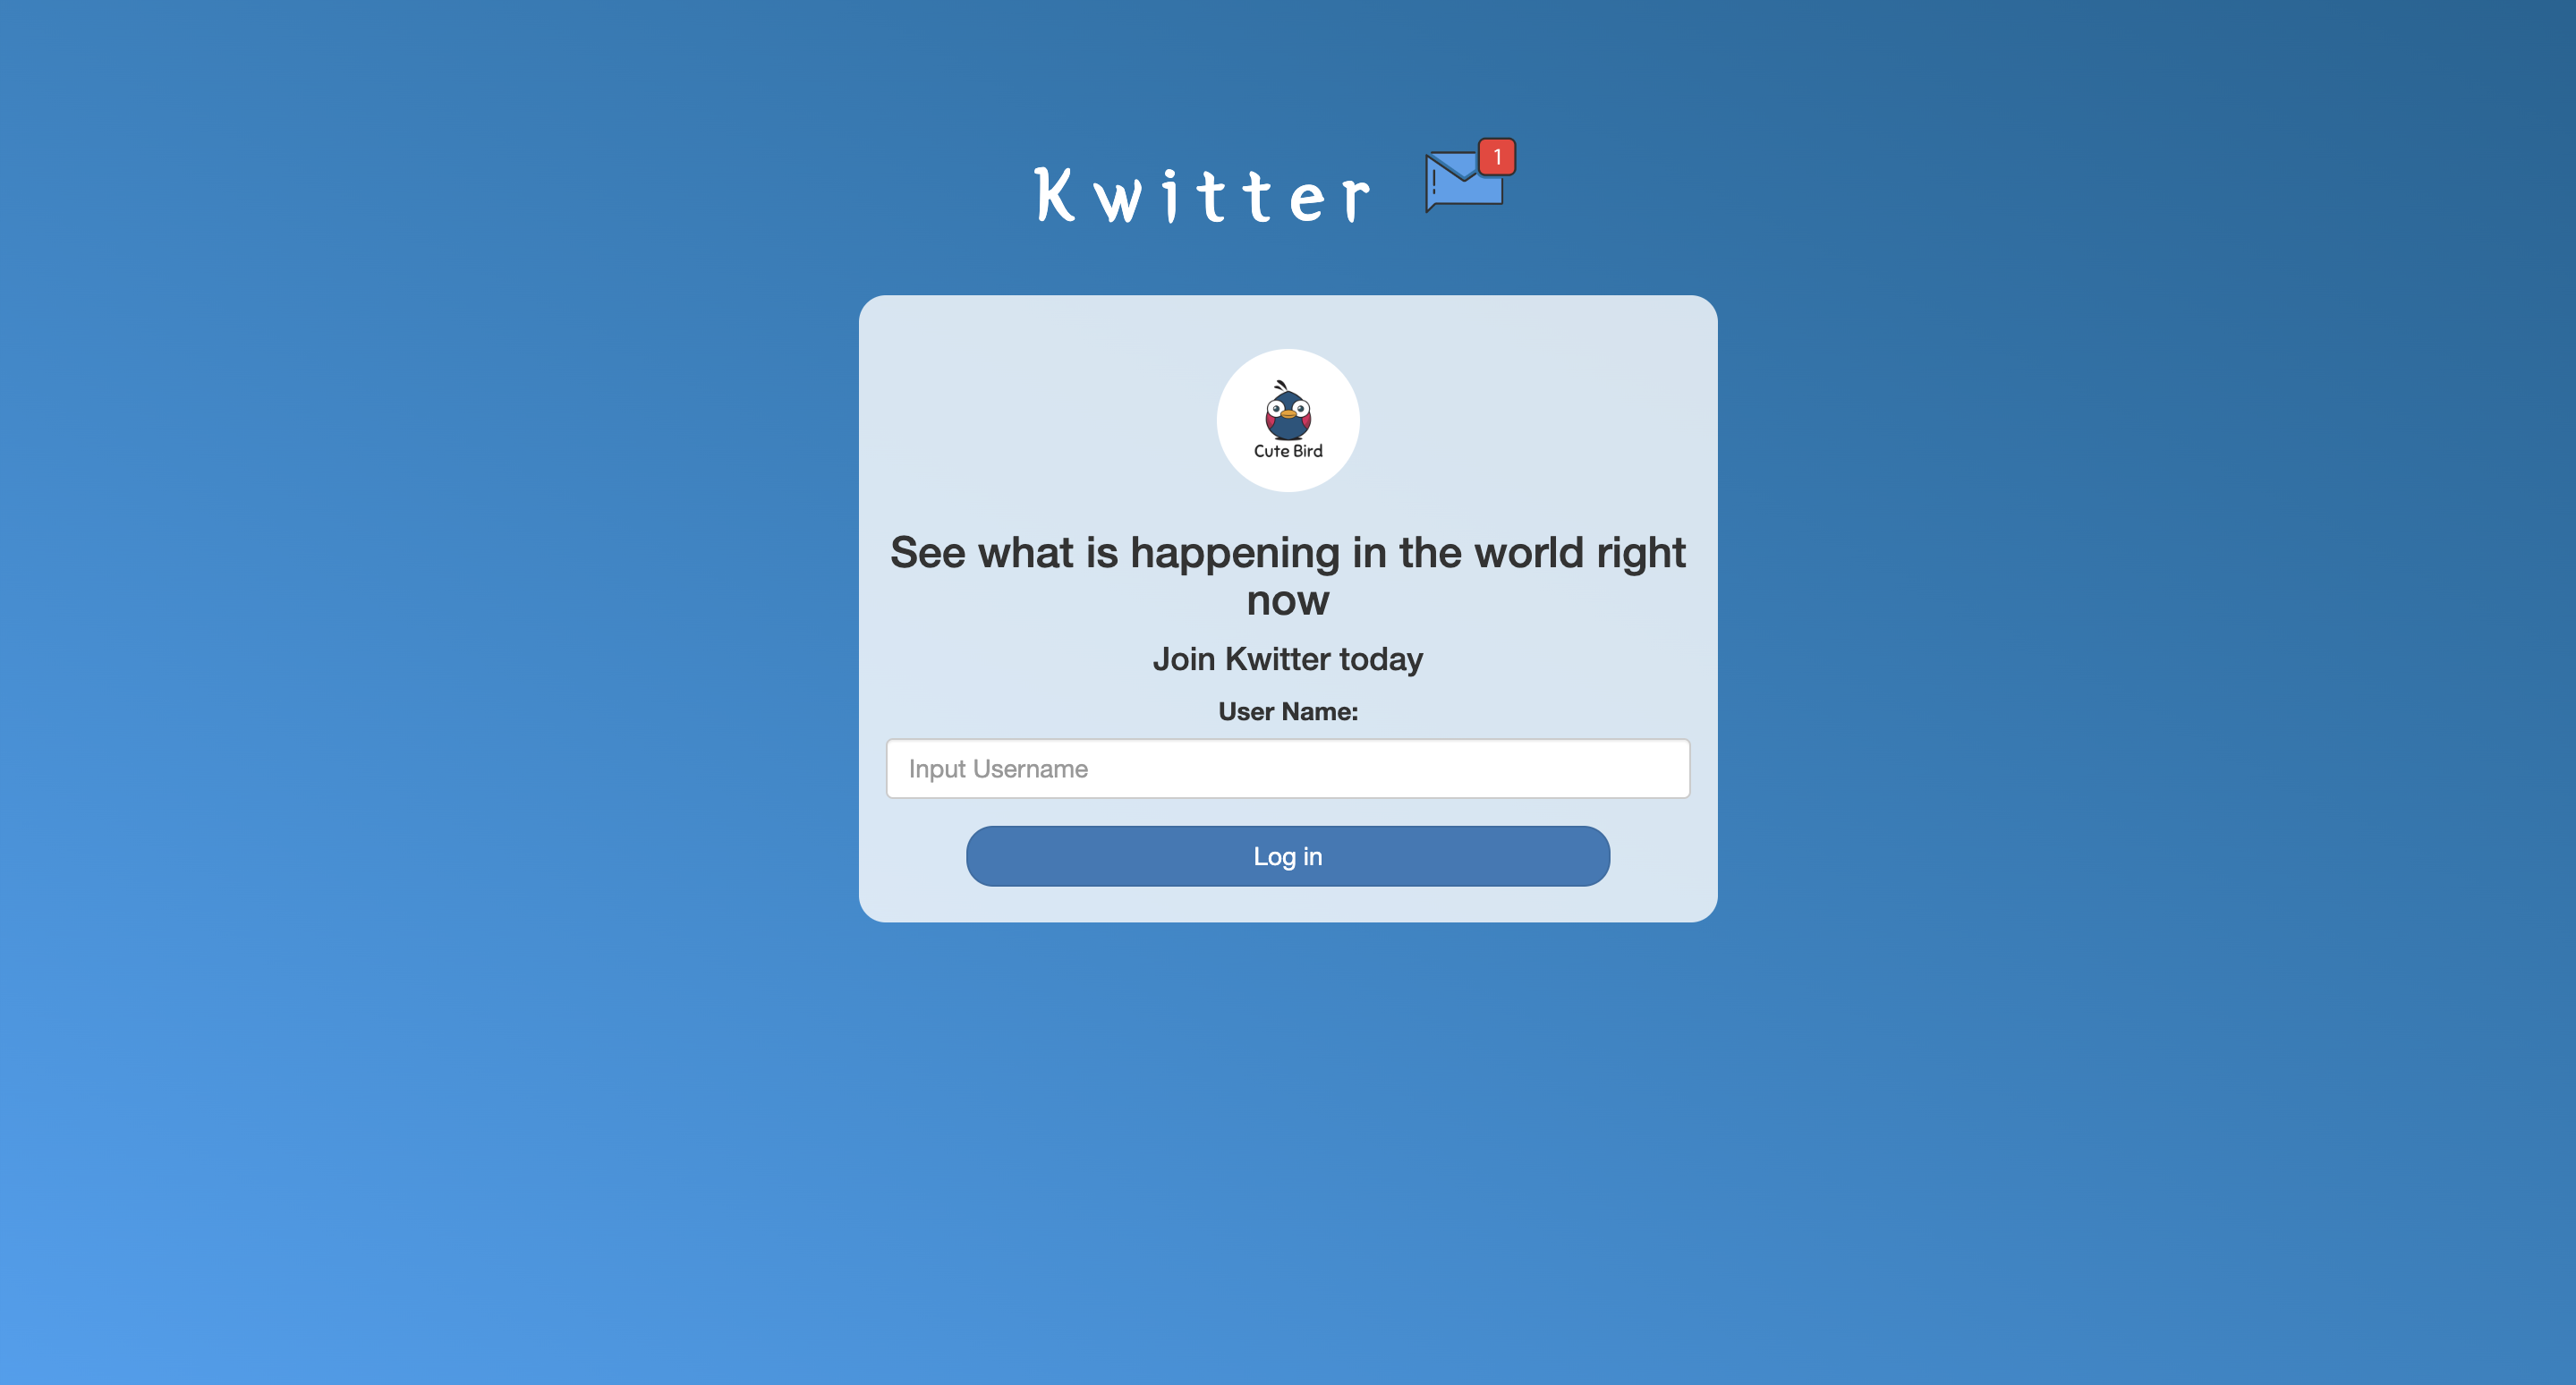 Kwitter
1
Cute Bird
See what is happening in the world right
now
Join Kwitter today
User Name:
Input Username
Log in